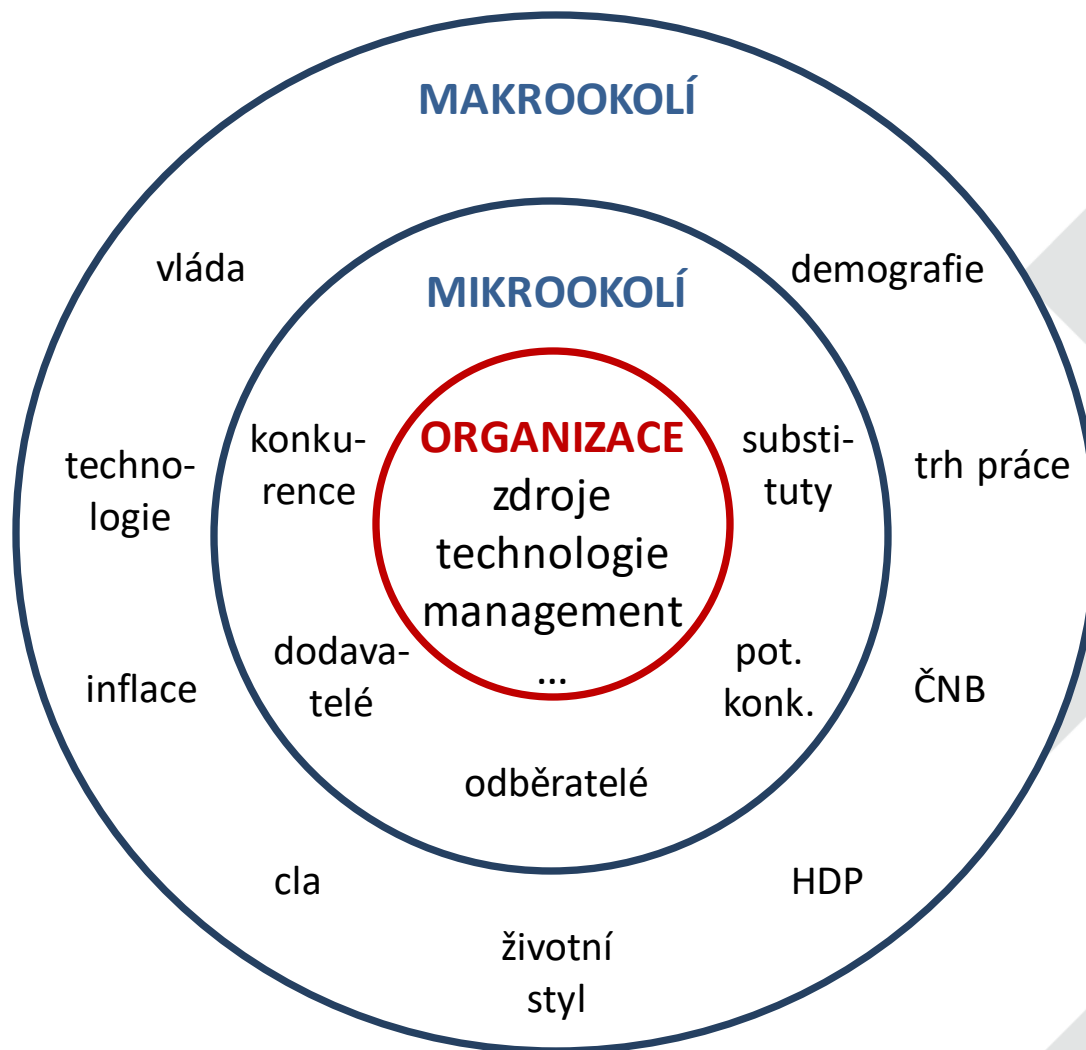 MAKROOKOLÍ
vláda
demografie
MIKROOKOLÍ
konku-
rence
ORGANIZACE
zdroje
technologie
management
...
substi-
tuty
techno-
logie
trh práce
inflace
dodava-
telé
pot.
konk.
ČNB
odběratelé
cla
HDP
životní
styl